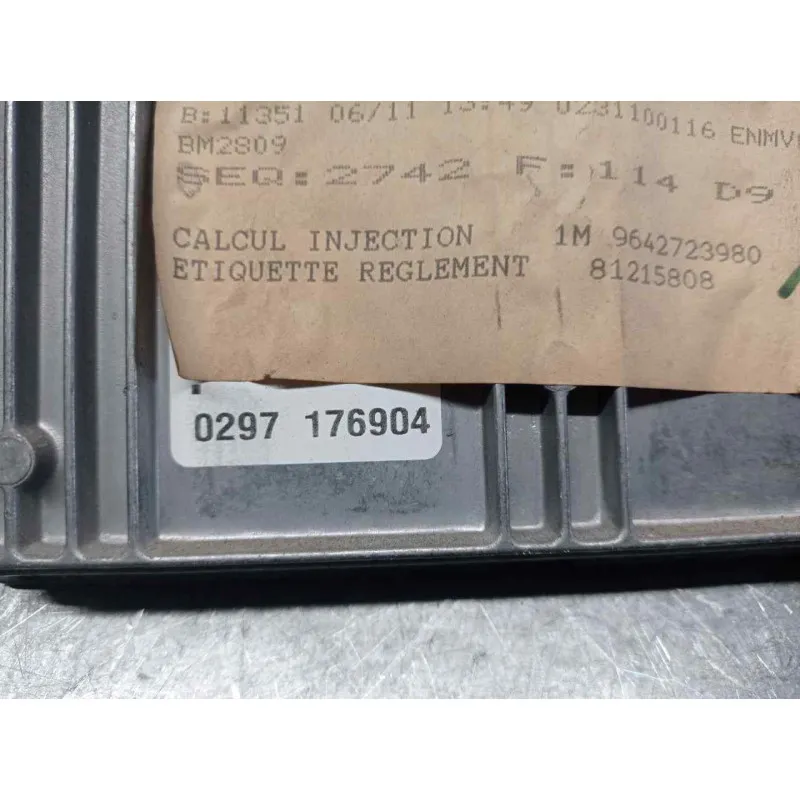 B:11351 06/11 13:49 0231100116 ENMV
BM2809
SEQ: 2742 F: 114 D9
CALCUL INJECTION 1M 9642723980
ETIQUETTE REGLEMENT 81215808
0297 176904